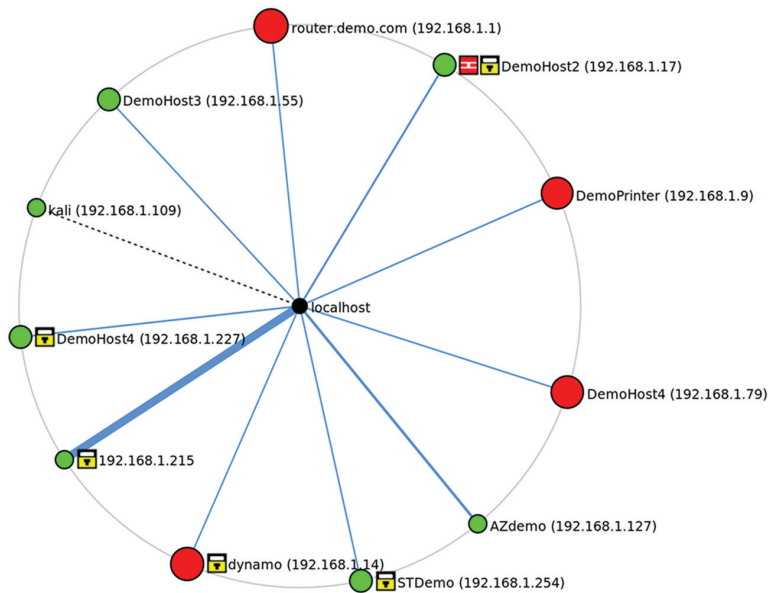 router.demo.com (192.168.1.1)
DemoHost2 (192.168.1.17)
DemoHost3 (192.168.1.55)
DemoPrinter (192.168.1.9)
kali (192.168.1.109)
localhost
DemoHost4 (192.168.1.227)
DemoHost4 (192.168.1.79)
192.168.1.215
AZdemo (192.168.1.127)
dynamo (192.168.1.14)
STDemo (192.168.1.254)